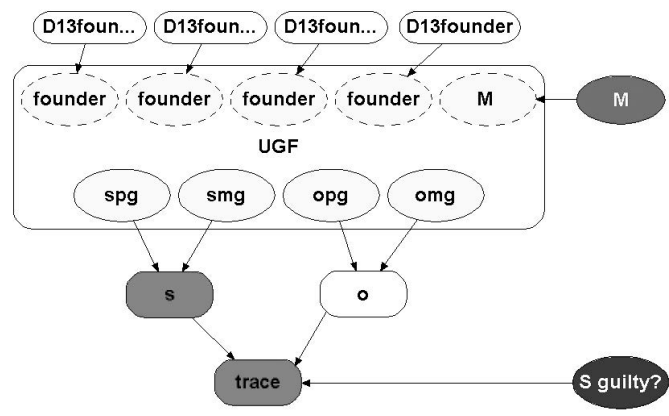 D13foun... D13foun... D13foun... D13founder
founder founder founder founder M M
UGF
spg smg opg omg
s o
trace S guilty?